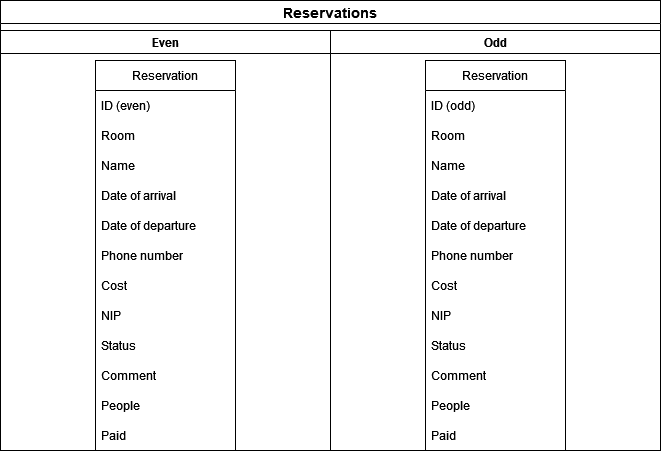 Reservations
Even
Odd
Reservation
ID (even)
Room
Name
Date of arrival
Date of departure
Phone number
Cost
NIP
Status
Comment
People
Paid
Reservation
ID (odd)
Room
Name
Date of arrival
Date of departure
Phone number
Cost
NIP
Status
Comment
People
Paid